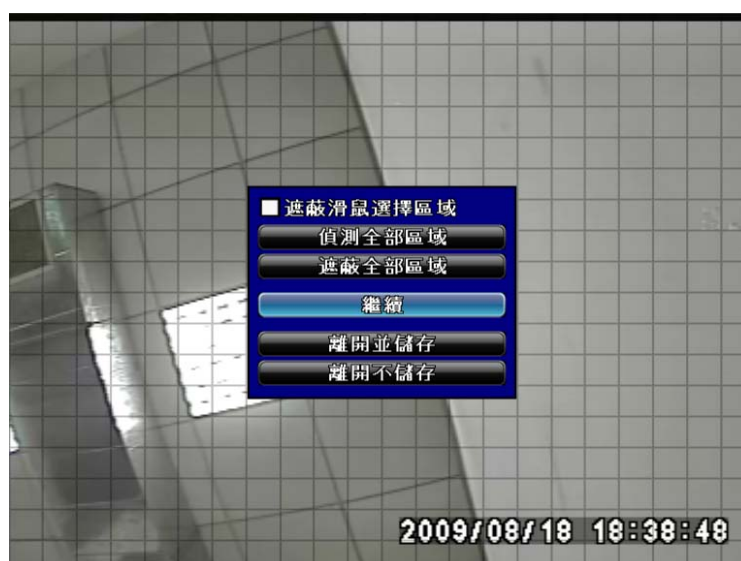 遮蔽滑鼠選擇區域
偵測全部區域
遮蔽全部區域
繼續
離開並儲存
離開不儲存
2009/08/18 18:38:48